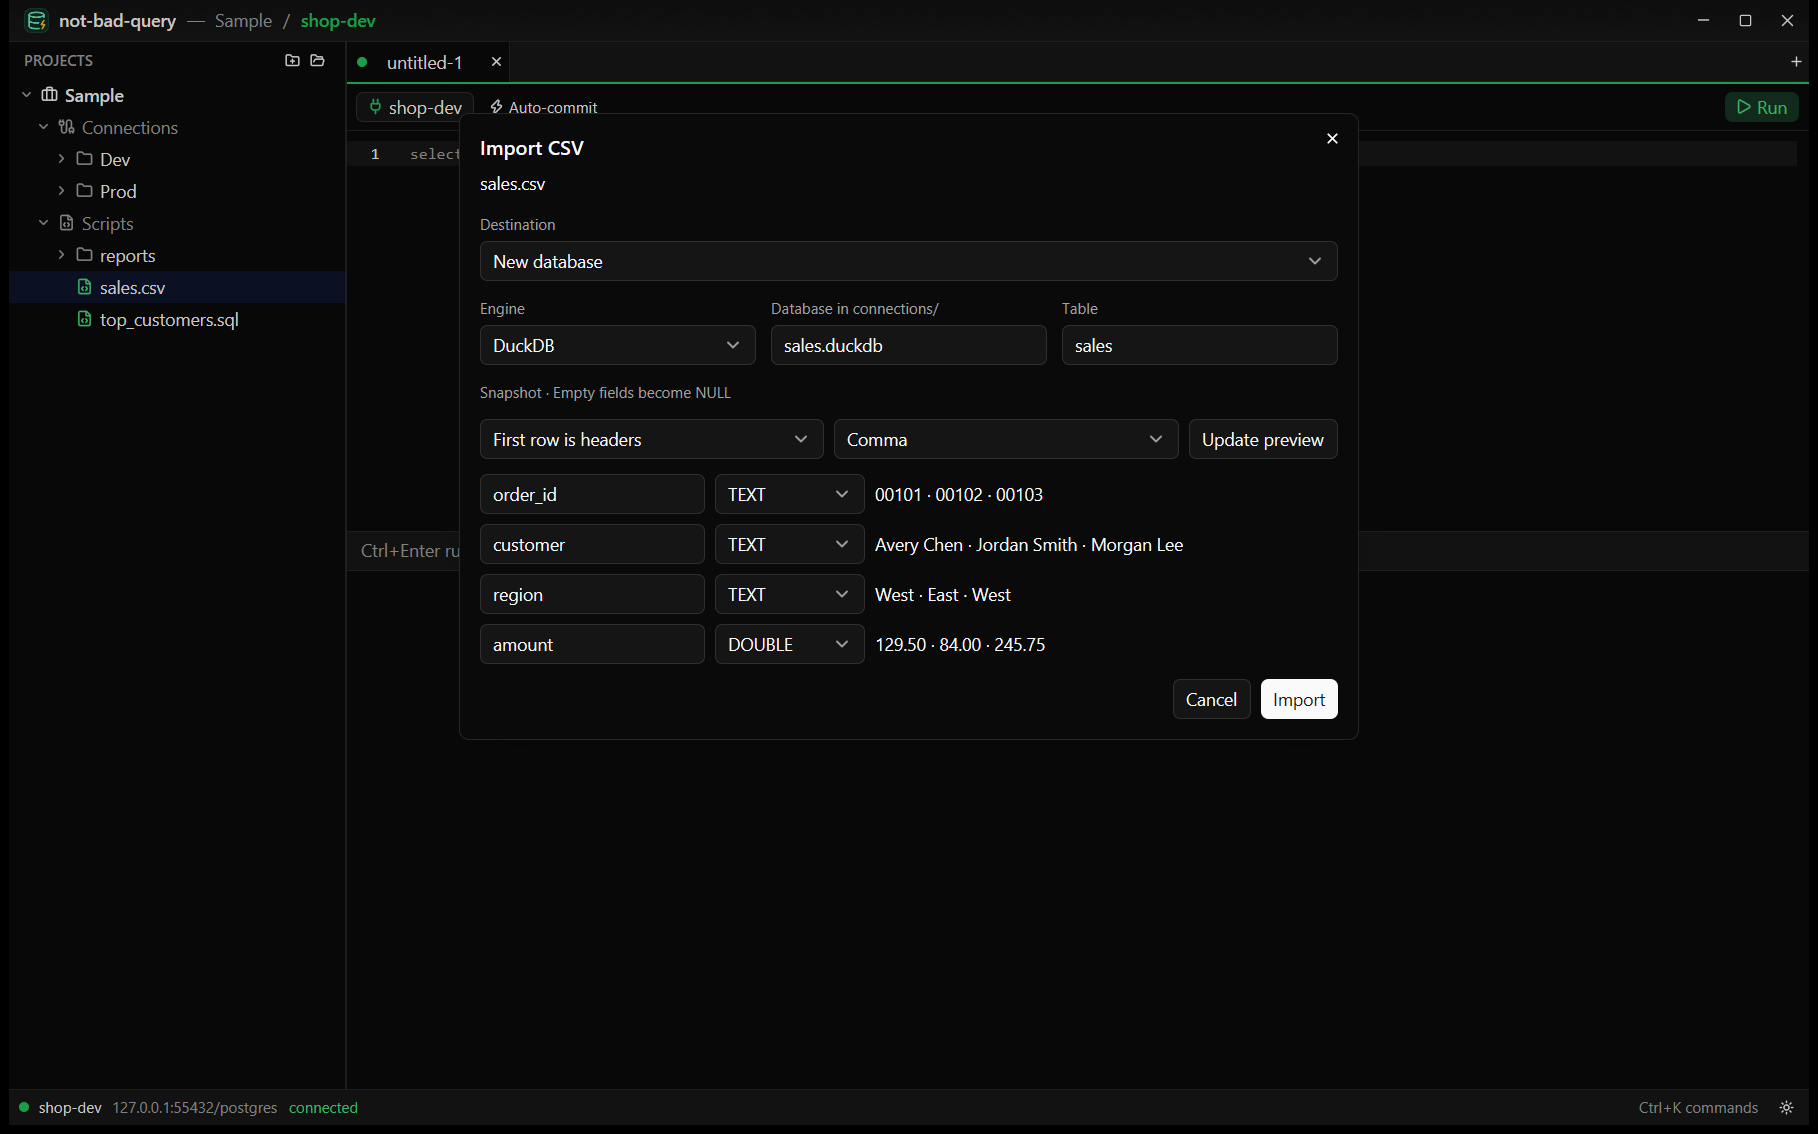 not-bad-query — Sample / shop-dev
PROJECTS
Sample
Connections
Dev
Prod
Scripts
reports
sales.csv
top_customers.sql
untitled-1
shop-dev Auto-commit Run
1 select
Import CSV
sales.csv
Destination
New database
Engine Database in connections/ Table
DuckDB sales.duckdb sales
Snapshot · Empty fields become NULL
First row is headers Comma Update preview
order_id TEXT 00101 · 00102 · 00103
customer TEXT Avery Chen · Jordan Smith · Morgan Lee
region TEXT West · East · West
amount DOUBLE 129.50 · 84.00 · 245.75
Cancel Import
Ctrl+Enter ru
shop-dev 127.0.0.1:55432/postgres connected Ctrl+K commands